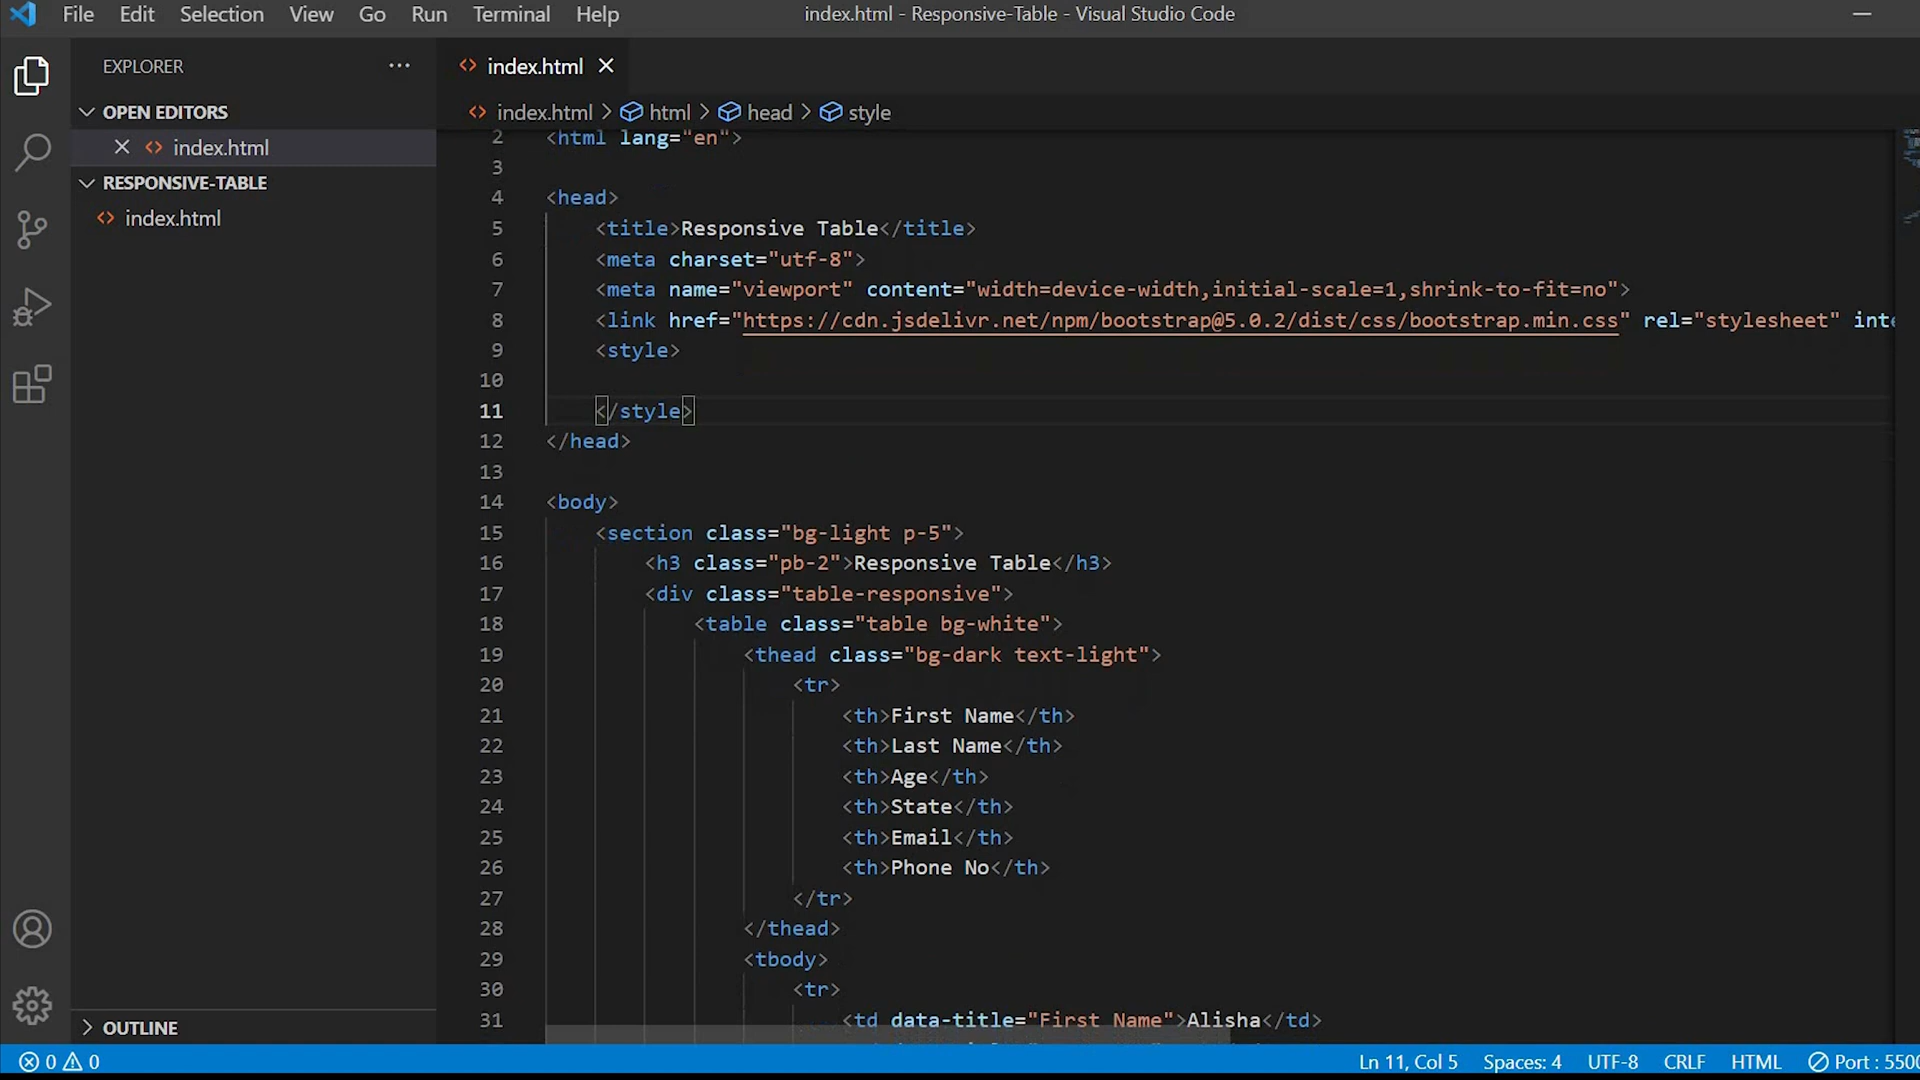 File Edit Selection View Go Run Terminal Help
index.html - Responsive-Table - Visual Studio Code
EXPLORER
OPEN EDITORS
index.html
RESPONSIVE-TABLE
index.html
OUTLINE
index.html
index.html > html > head > style
2 <html lang="en">
3
4 <head>
5 <title>Responsive Table</title>
6 <meta charset="utf-8">
7 <meta name="viewport" content="width=device-width,initial-scale=1,shrink-to-fit=no">
8 <link href="https://cdn.jsdelivr.net/npm/bootstrap@5.0.2/dist/css/bootstrap.min.css" rel="stylesheet" inte
9 <style>
10
11 </style>
12 </head>
13
14 <body>
15 <section class="bg-light p-5">
16 <h3 class="pb-2">Responsive Table</h3>
17 <div class="table-responsive">
18 <table class="table bg-white">
19 <thead class="bg-dark text-light">
20 <tr>
21 <th>First Name</th>
22 <th>Last Name</th>
23 <th>Age</th>
24 <th>State</th>
25 <th>Email</th>
26 <th>Phone No</th>
27 </tr>
28 </thead>
29 <tbody>
30 <tr>
31 <td data-title="First Name">Alisha</td>
0 0
Ln 11, Col 5 Spaces: 4 UTF-8 CRLF HTML Port : 5500